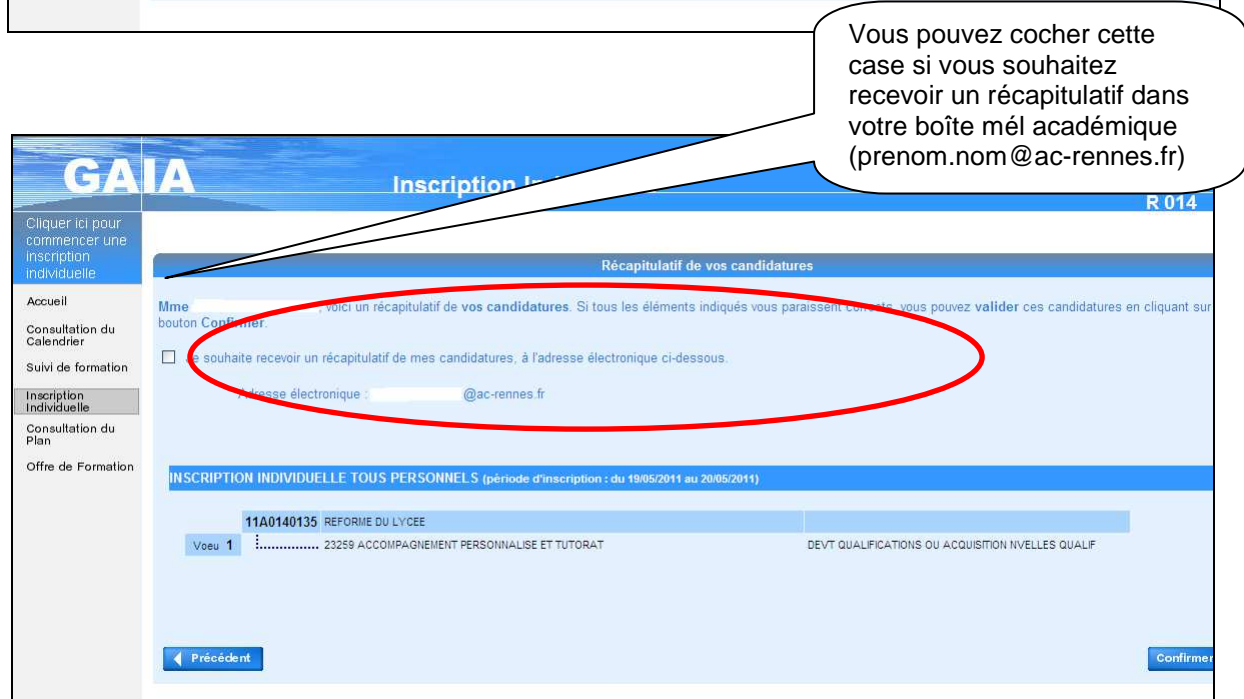 Vous pouvez cocher cette
case si vous souhaitez
recevoir un récapitulatif dans
votre boîte mél académique
(prenom.nom@ac-rennes.fr)
GAIA
Inscription
R 014
Cliquer ici pour
commencer une
inscription
individuelle
Accueil
Consultation du
Calendrier
Suivi de formation
Inscription
Individuelle
Consultation du
Plan
Offre de Formation
Récapitulatif de vos candidatures
Mme , voici un récapitulatif de vos candidatures. Si tous les éléments indiqués vous paraissent corrects, vous pouvez valider ces candidatures en cliquant sur
bouton Confirmer.
Je souhaite recevoir un récapitulatif de mes candidatures, à l'adresse électronique ci-dessous.
Adresse électronique : @ac-rennes.fr
INSCRIPTION INDIVIDUELLE TOUS PERSONNELS (période d'inscription : du 19/05/2011 au 20/05/2011)
11A0140135 REFORME DU LYCEE
Voeu 1 23259 ACCOMPAGNEMENT PERSONNALISE ET TUTORAT DEVT QUALIFICATIONS OU ACQUISITION NVELLES QUALIF
Précédent
Confirmer